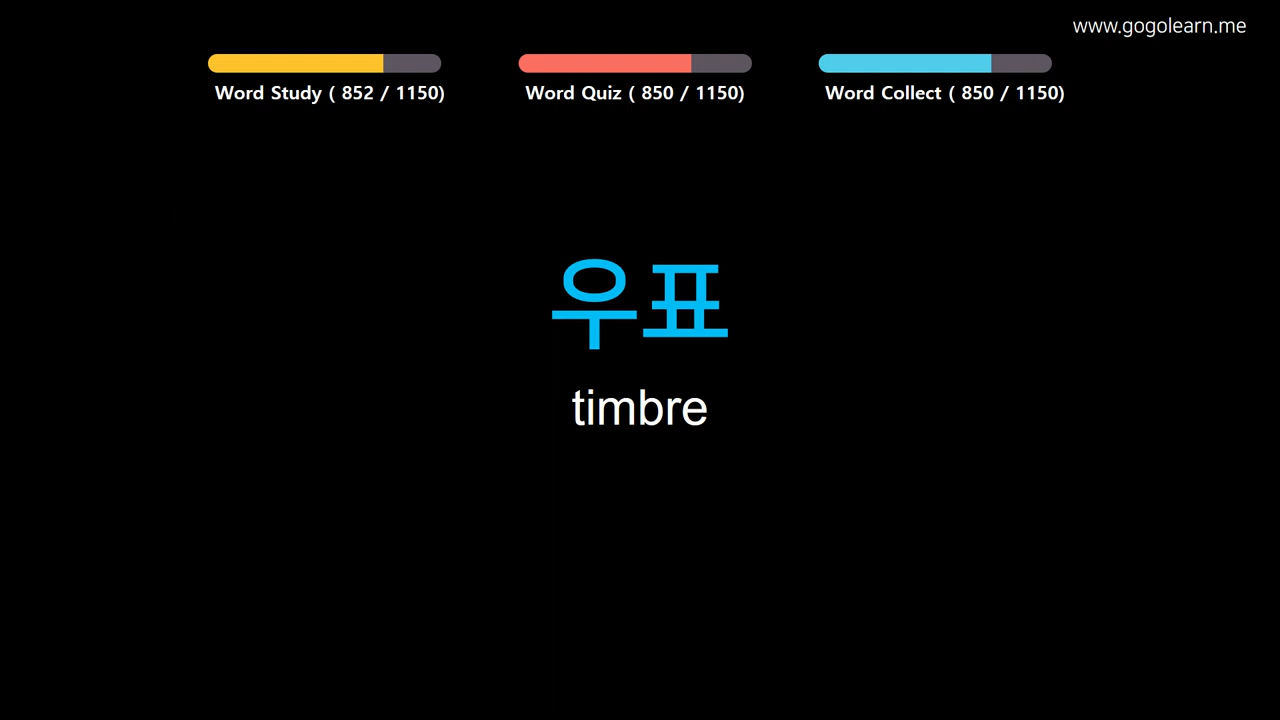 www.gogolearn.me
Word Study ( 852 / 1150)
Word Quiz ( 850 / 1150)
Word Collect ( 850 / 1150)
우표
timbre